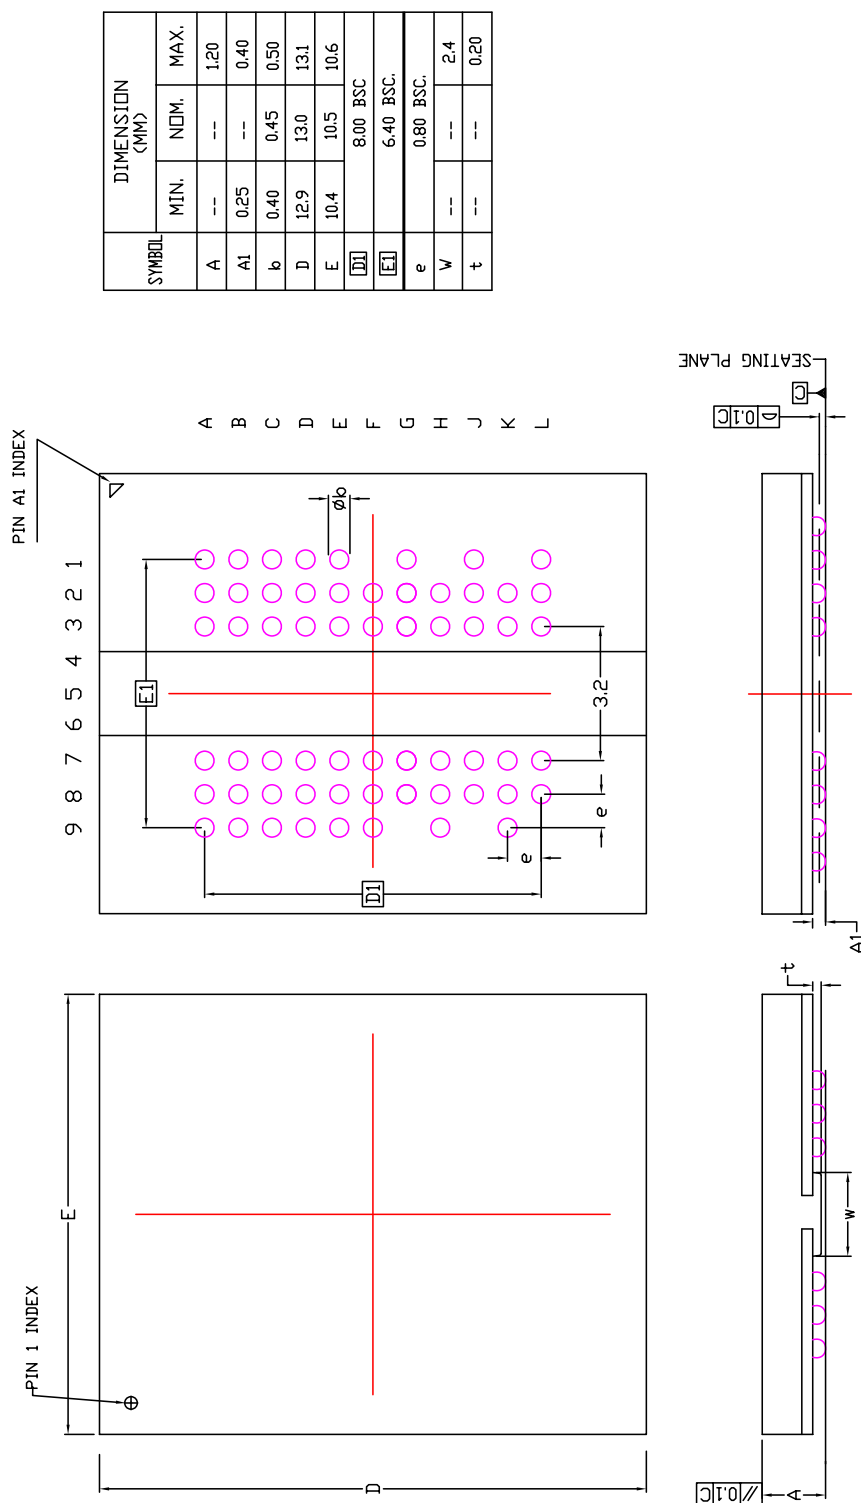 SYMBOL DIMENSION (MM)
MIN. NOM. MAX.
A -- -- 1.20
A1 0.25 -- 0.40
b 0.40 0.45 0.50
D 12.9 13.0 13.1
E 10.4 10.5 10.6
D1 8.00 BSC
E1 6.40 BSC.
e 0.80 BSC.
W -- -- 2.4
t -- -- 0.20
PIN A1 INDEX
A
B
C
D
E
F
G
H
J
K
L
1
2
3
4
5
6
7
8
9
Øb
E1
3.2
e
e
D1
SEATING PLANE
C
0.1 C
A1
PIN 1 INDEX
E
D
t
W
A
// 0.1 C